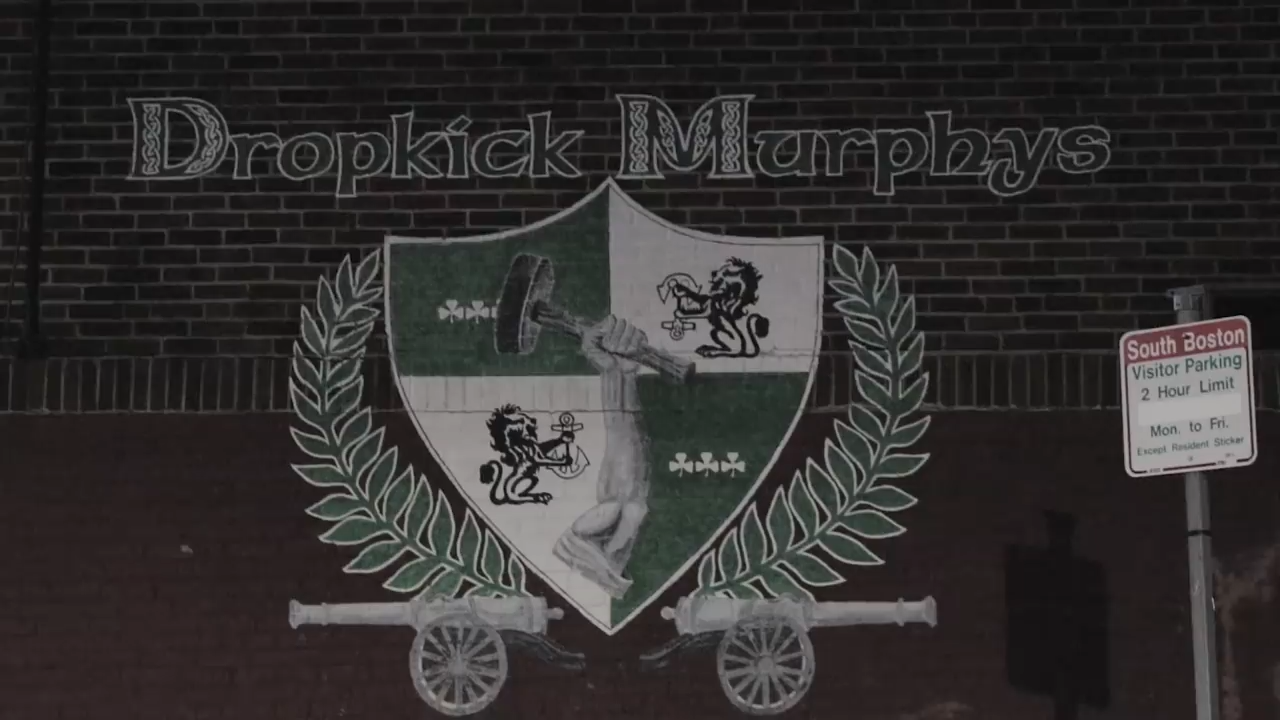 Dropkick Murphys
South Boston
Visitor Parking
2 Hour Limit
Mon. to Fri.
Except Resident Sticker